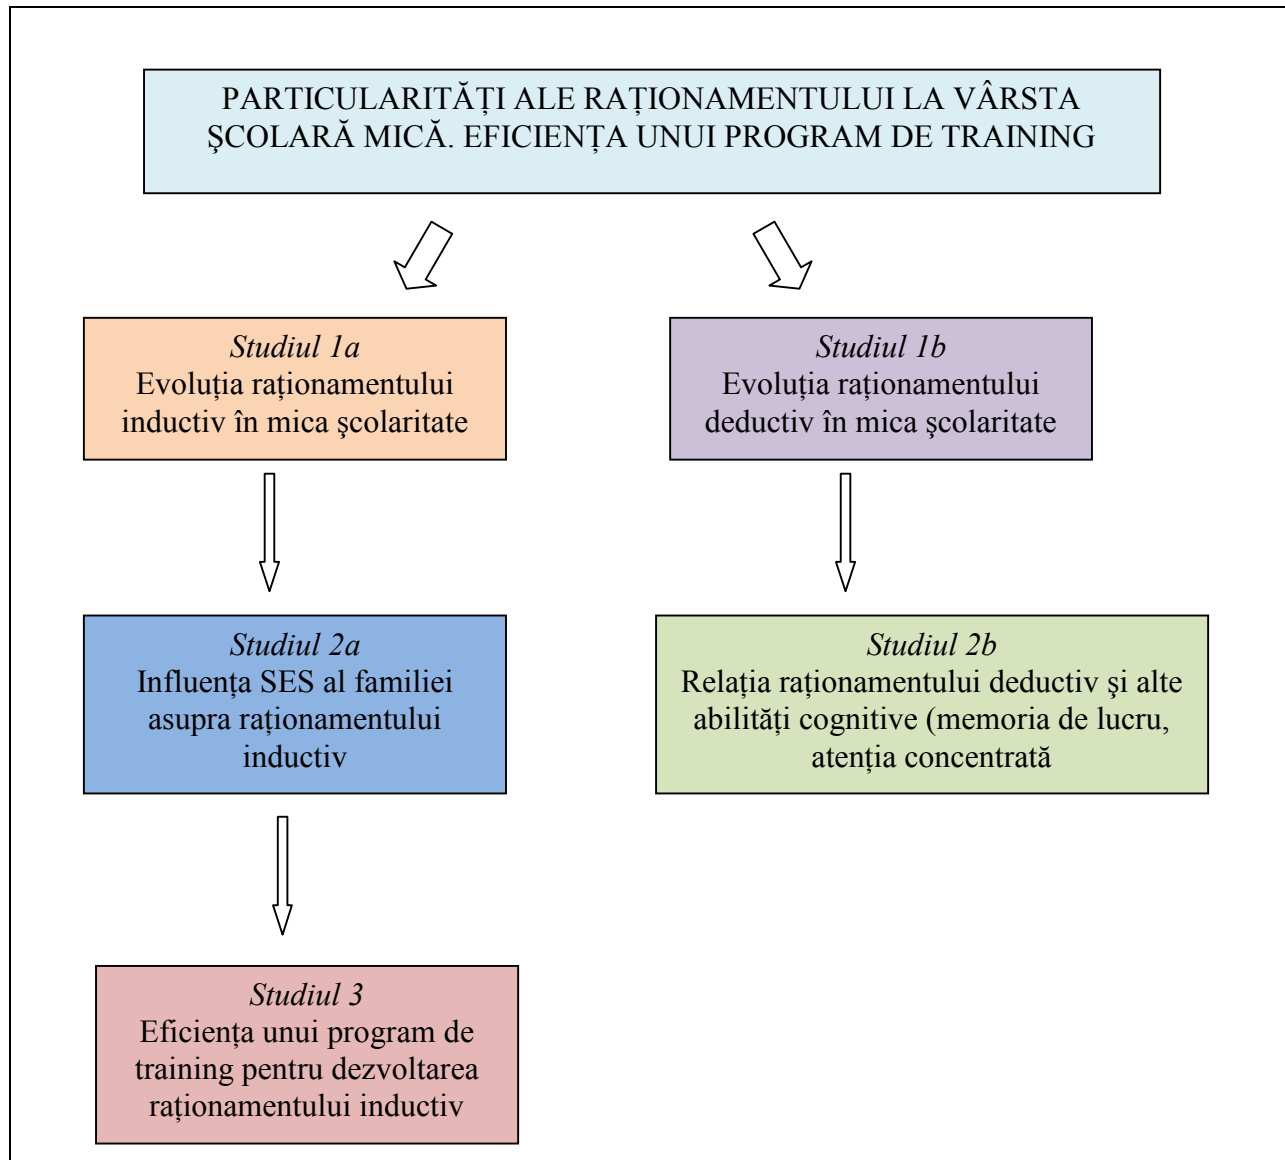 PARTICULARITĂȚI ALE RAȚIONAMENTULUI LA VÂRSTA
ŞCOLARĂ MICĂ. EFICIENȚA UNUI PROGRAM DE TRAINING
Studiul 1a
Evoluția raționamentului
inductiv în mica şcolaritate
Studiul 1b
Evoluția raționamentului
deductiv în mica şcolaritate
Studiul 2a
Influența SES al familiei
asupra raționamentului
inductiv
Studiul 2b
Relația raționamentului deductiv şi alte
abilități cognitive (memoria de lucru,
atenția concentrată
Studiul 3
Eficiența unui program de
training pentru dezvoltarea
raționamentului inductiv